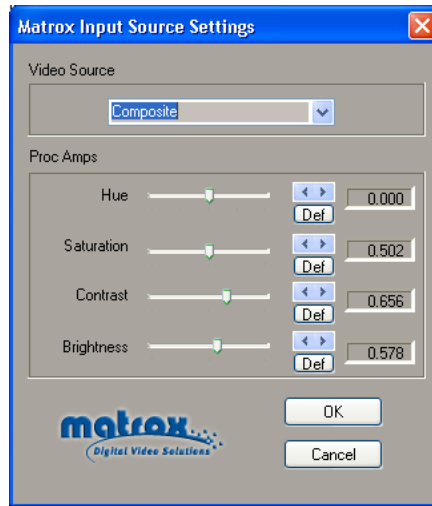 Matrox Input Source Settings
Video Source
Composite
Proc Amps
Hue
0.000
Def
Saturation
0.502
Def
Contrast
0.656
Def
Brightness
0.578
Def
matrox
Digital Video Solutions
OK
Cancel